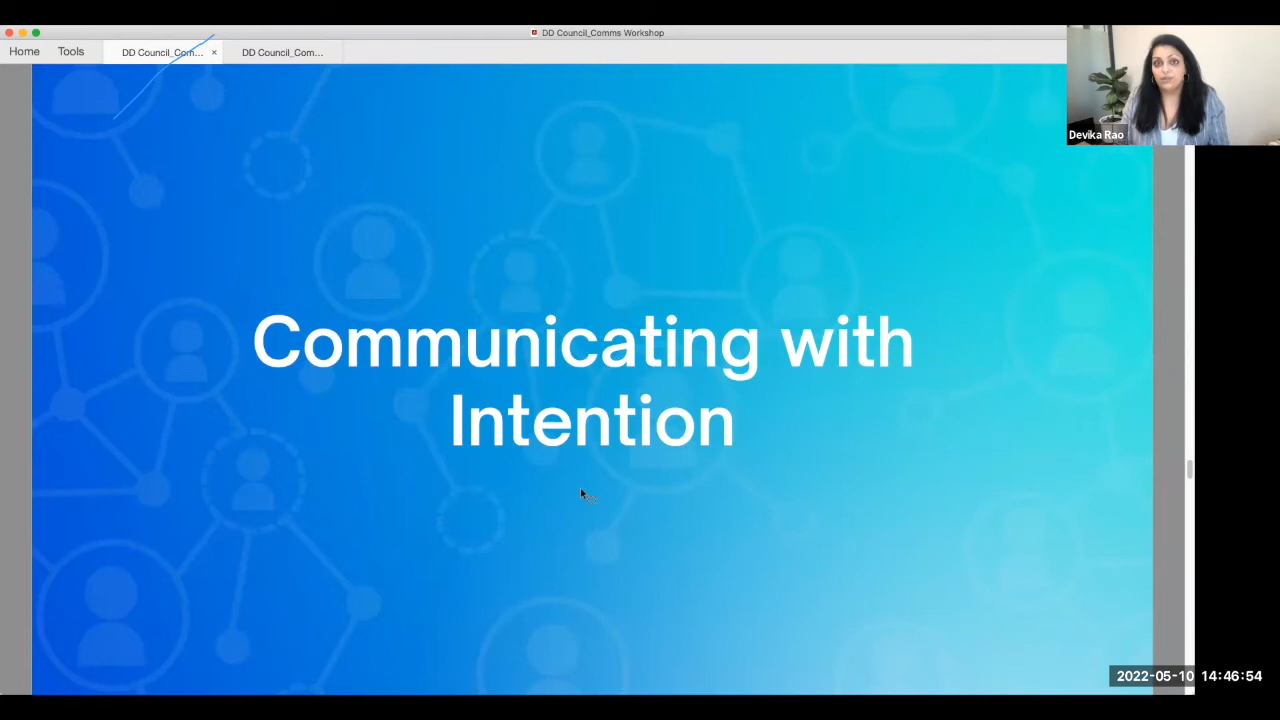 DD Council_Comms Workshop
Home Tools DD Council_Com... × DD Council_Com...
Devika Rao
Communicating with
Intention
2022-05-10 14:46:54